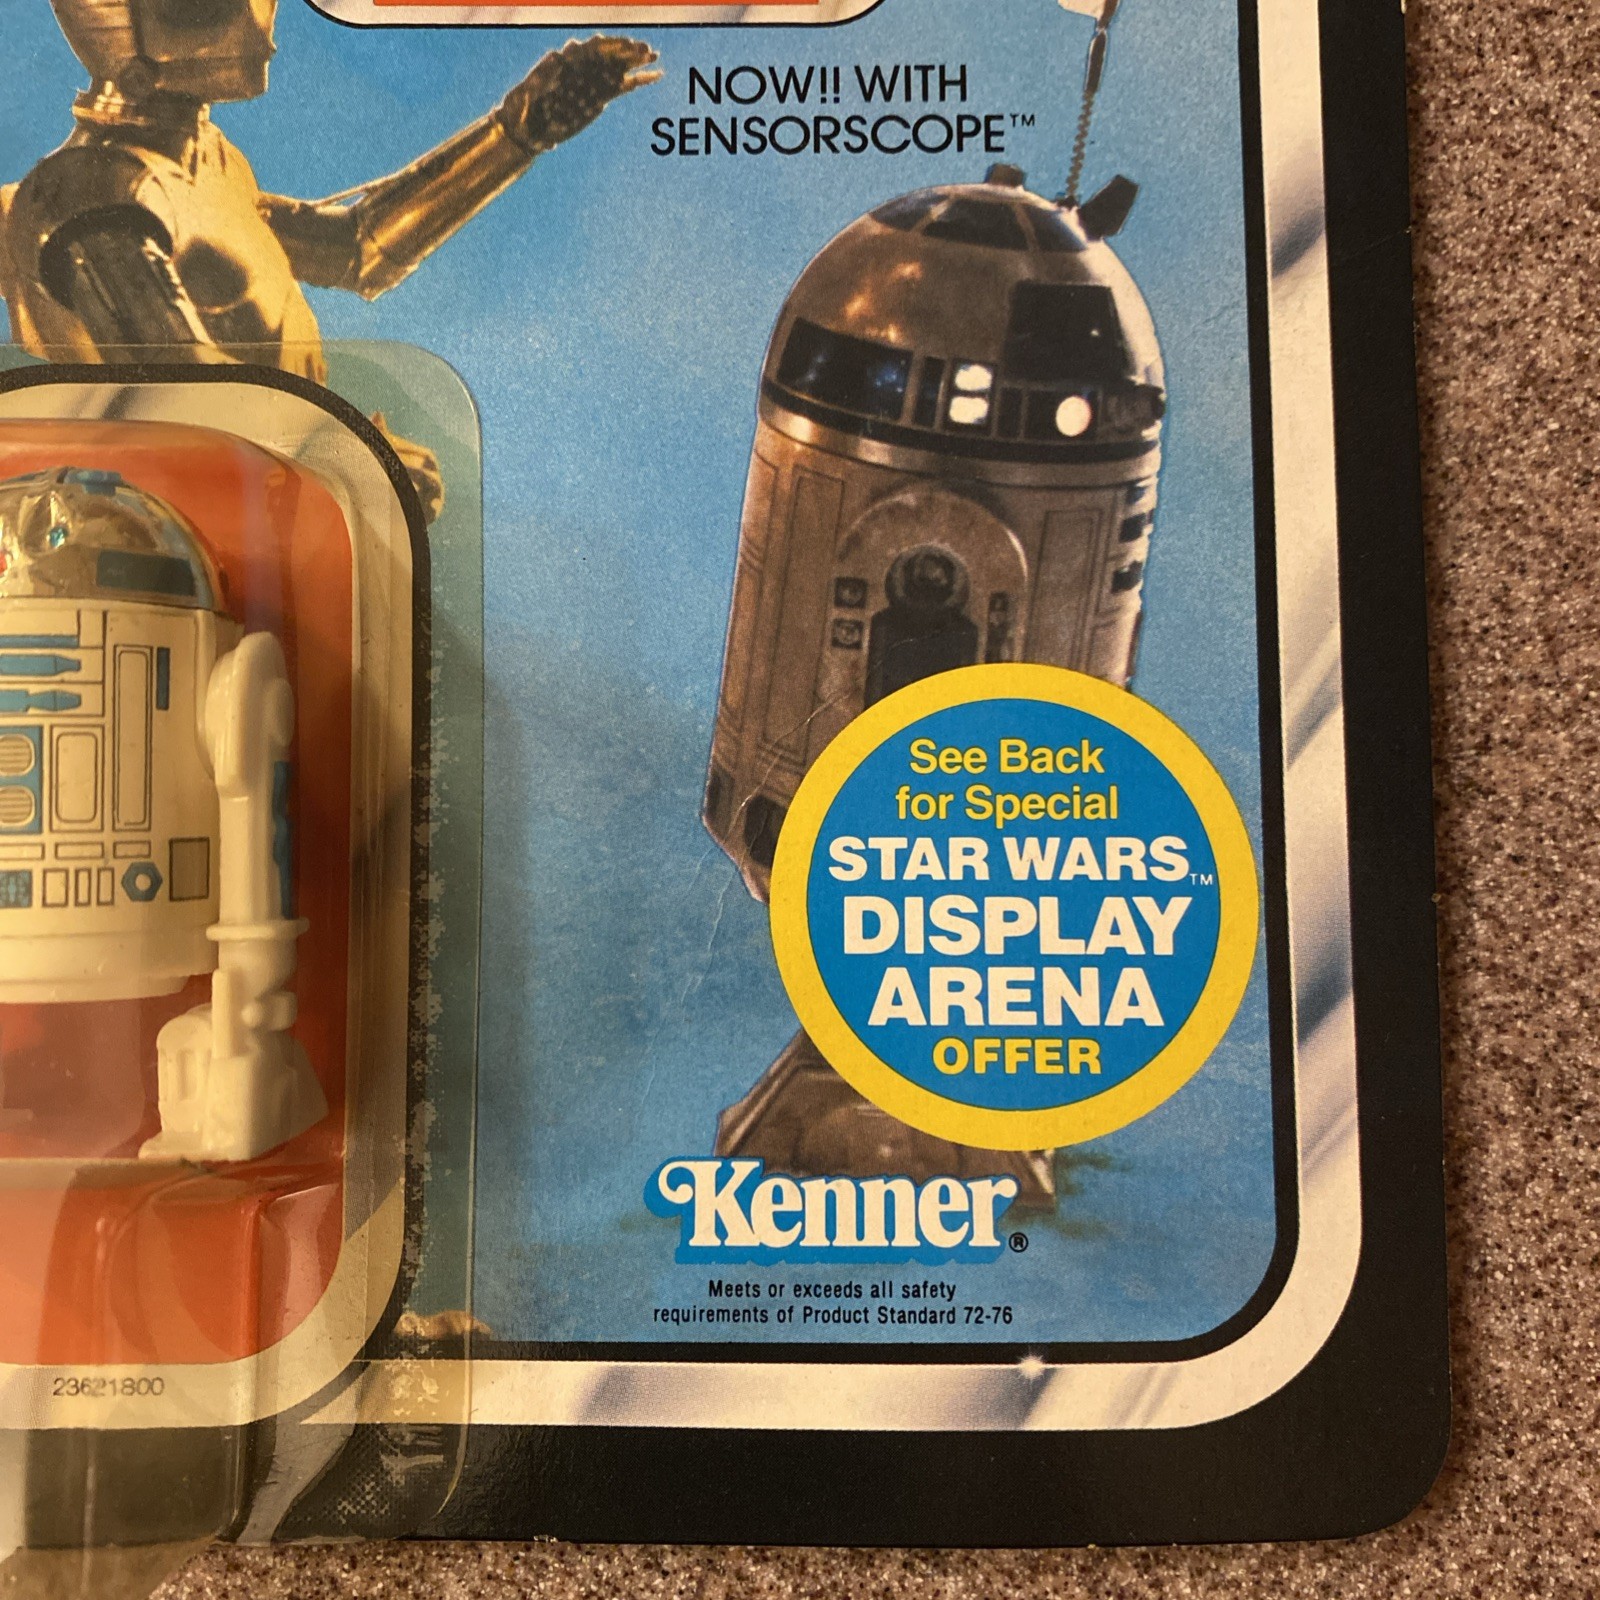 NOW!! WITH
SENSORSCOPE™
See Back
for Special
STAR WARS™
DISPLAY
ARENA
OFFER
Kenner®
Meets or exceeds all safety
requirements of Product Standard 72-76
23621800